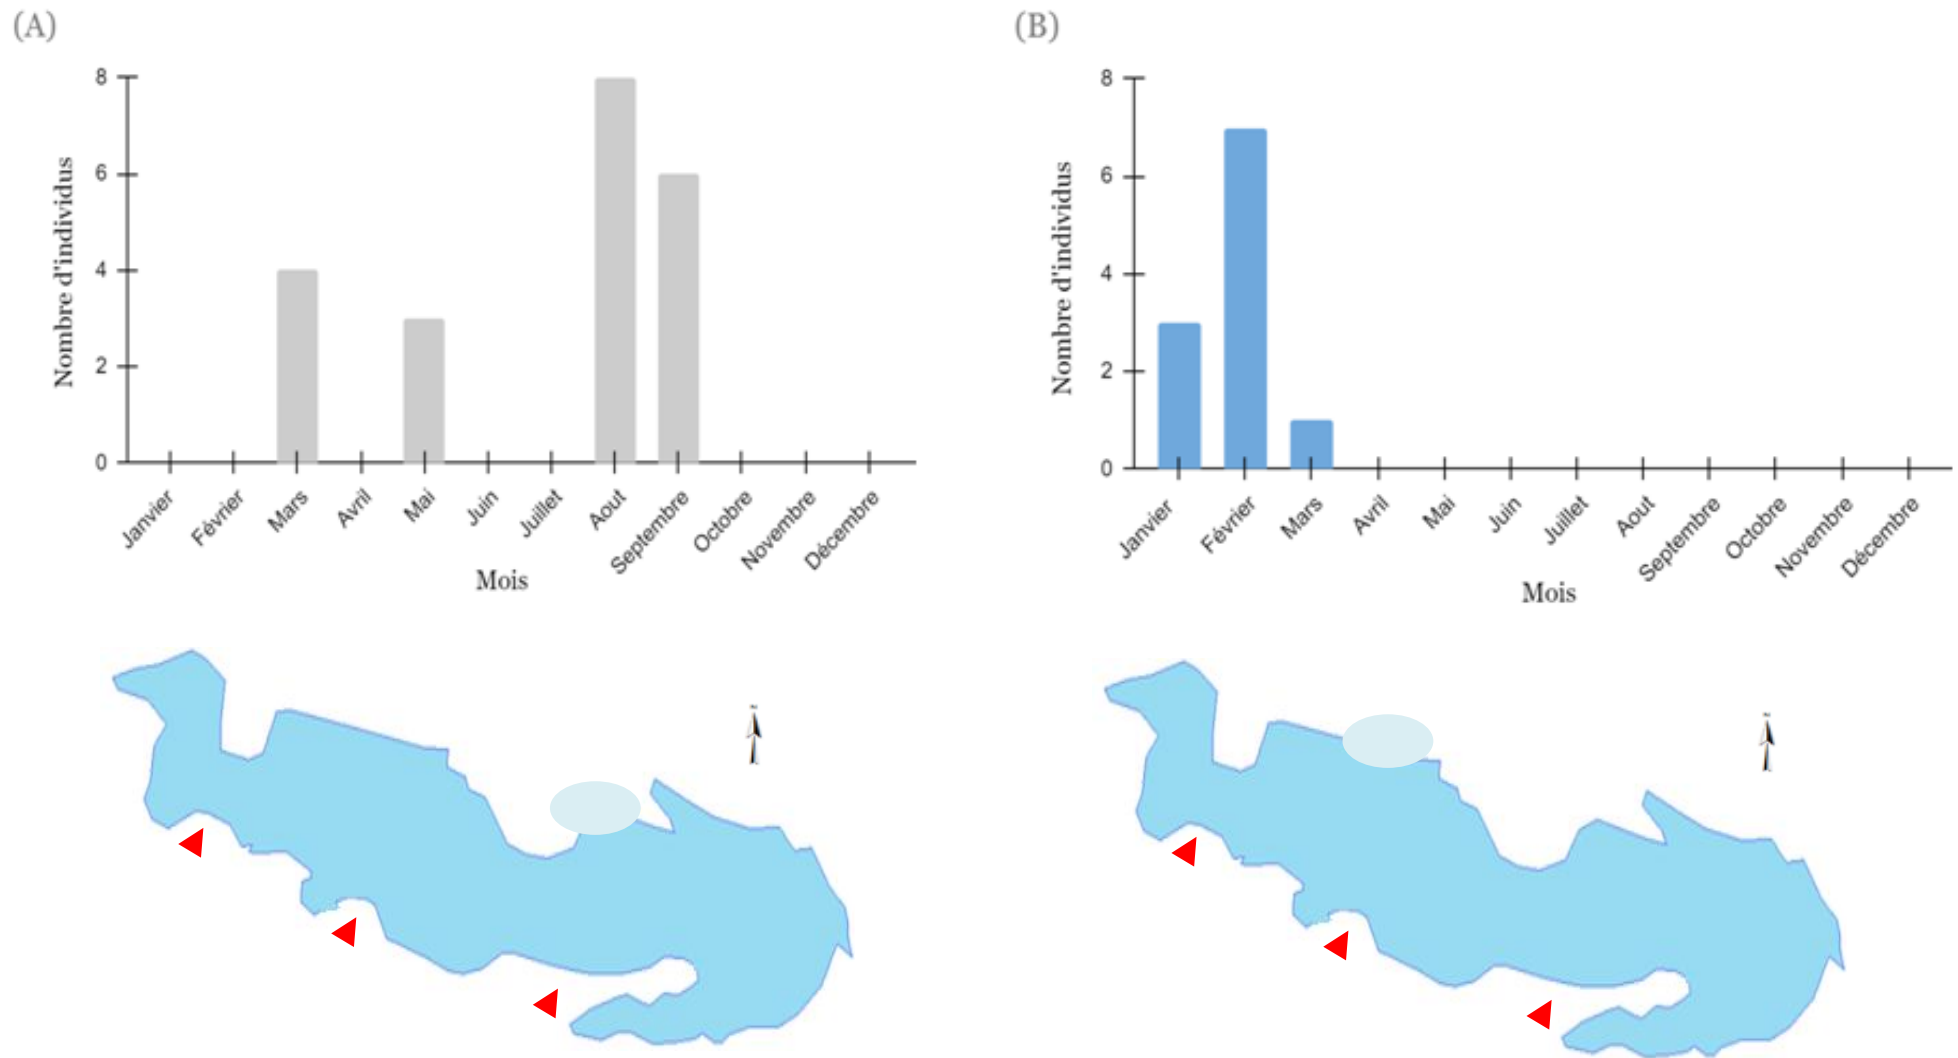 (A)
8
6
4
2
0
Nombre d'individus
Janvier
Février
Mars
Avril
Mai
Juin
Juillet
Aout
Septembre
Octobre
Novembre
Décembre
Mois
(B)
8
6
4
2
0
Nombre d'individus
Janvier
Février
Mars
Avril
Mai
Juin
Juillet
Aout
Septembre
Octobre
Novembre
Décembre
Mois